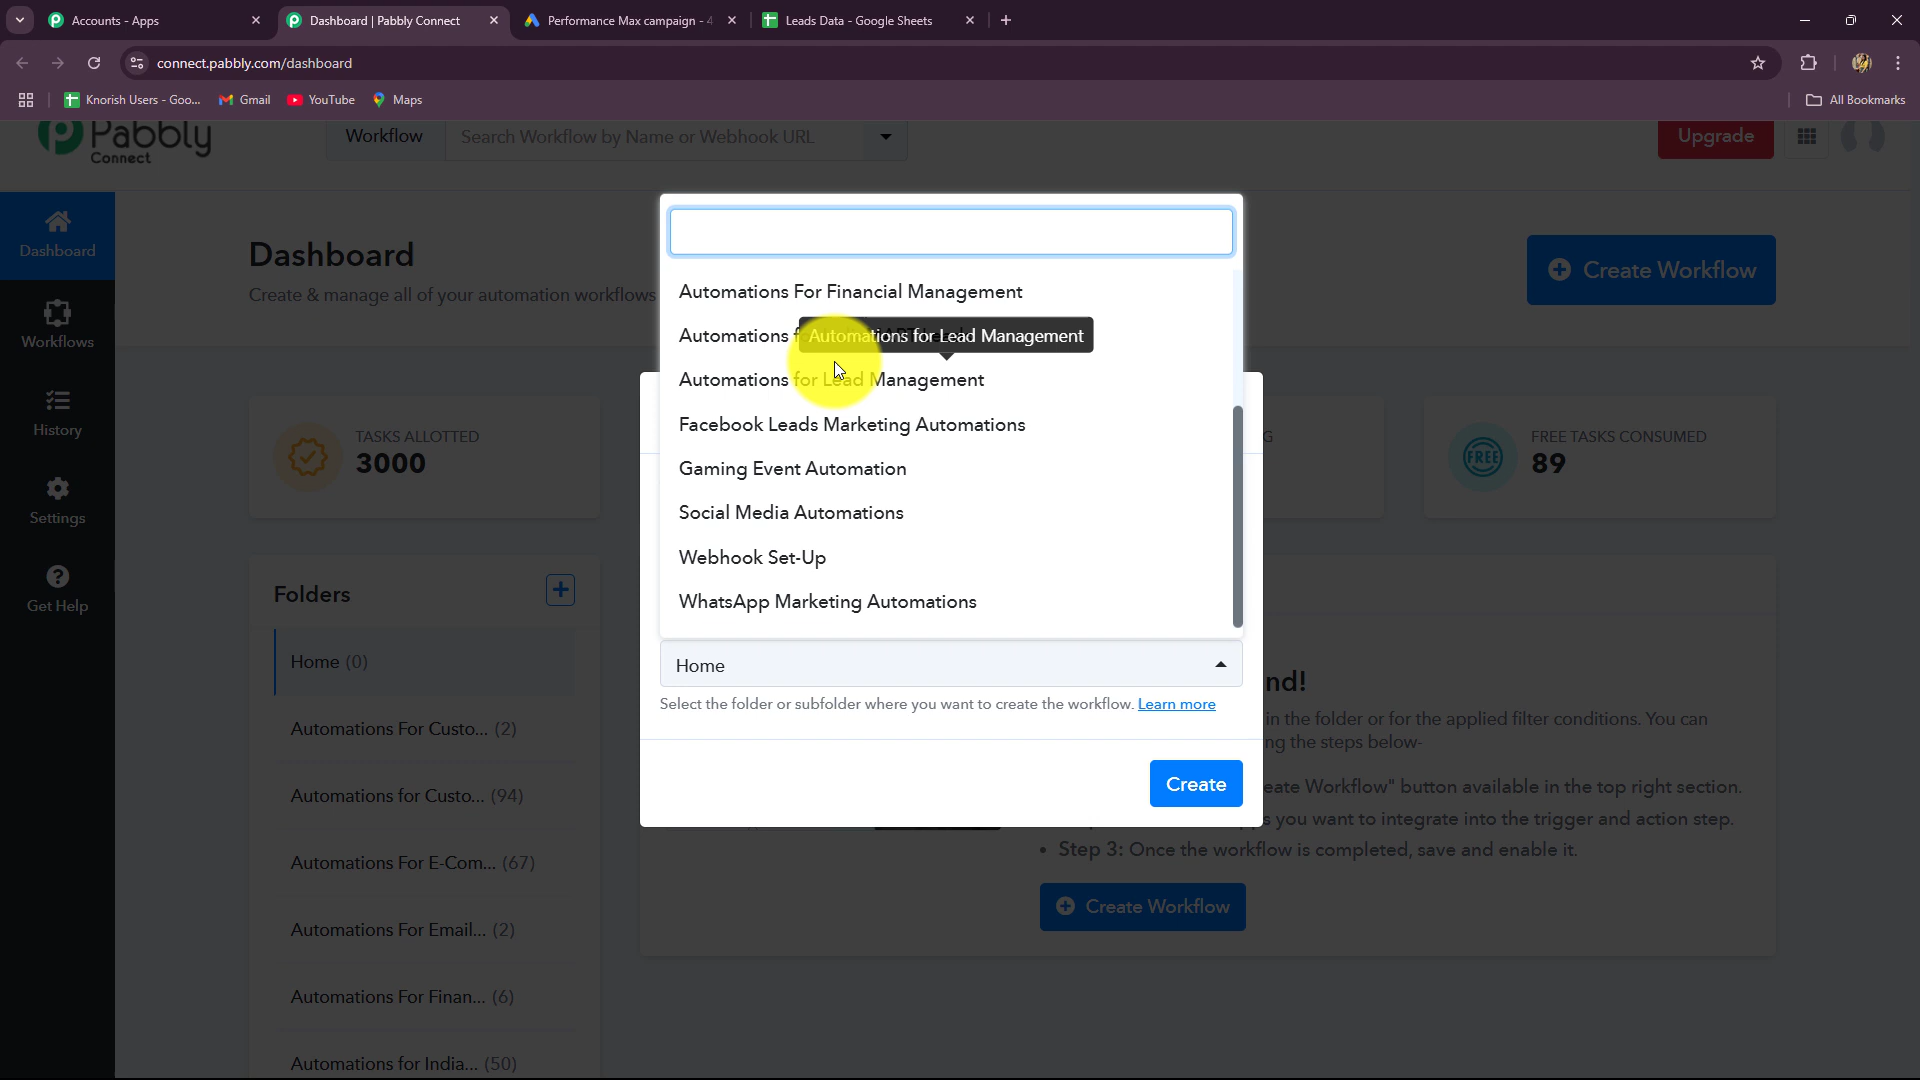 Accounts - Apps
Dashboard | Pabbly Connect
Performance Max campaign - 4
Leads Data - Google Sheets
connect.pabbly.com/dashboard
Knorish Users - Goo...
Gmail
YouTube
Maps
All Bookmarks
Pabbly
Connect
Workflow
Search Workflow by Name or Webhook URL
Upgrade
Dashboard
Workflows
History
Settings
Get Help
Dashboard
Create & manage all of your automation workflows
Create Workflow
TASKS ALLOTTED
3000
G
FREE TASKS CONSUMED
FREE
89
Folders
Home (0)
Automations For Custo... (2)
Automations for Custo... (94)
Automations For E-Com... (67)
Automations For Email... (2)
Automations For Finan... (6)
Automations for India... (50)
Automations For Financial Management
Automations
Automations for Lead Management
Automations for Lead Management
Facebook Leads Marketing Automations
Gaming Event Automation
Social Media Automations
Webhook Set-Up
WhatsApp Marketing Automations
Home
Select the folder or subfolder where you want to create the workflow. Learn more
Create
nd!
in the folder or for the applied filter conditions. You can
ng the steps below-
eate Workflow" button available in the top right section.
s you want to integrate into the trigger and action step.
• Step 3: Once the workflow is completed, save and enable it.
Create Workflow